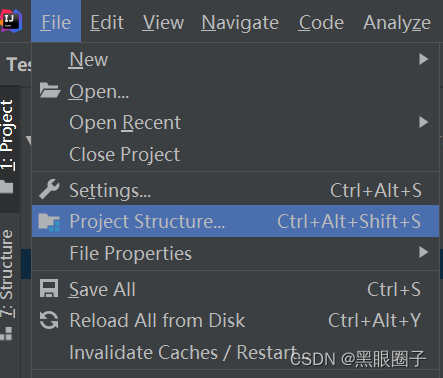 IJ File Edit View Navigate Code Analyze
Tes
New
Open...
Open Recent
Close Project
Settings... Ctrl+Alt+S
Project Structure... Ctrl+Alt+Shift+S
File Properties
Save All Ctrl+S
Reload All from Disk Ctrl+Alt+Y
Invalidate Caches / Restart...
CSDN @黑眼圈子
1: Project
7: Structure